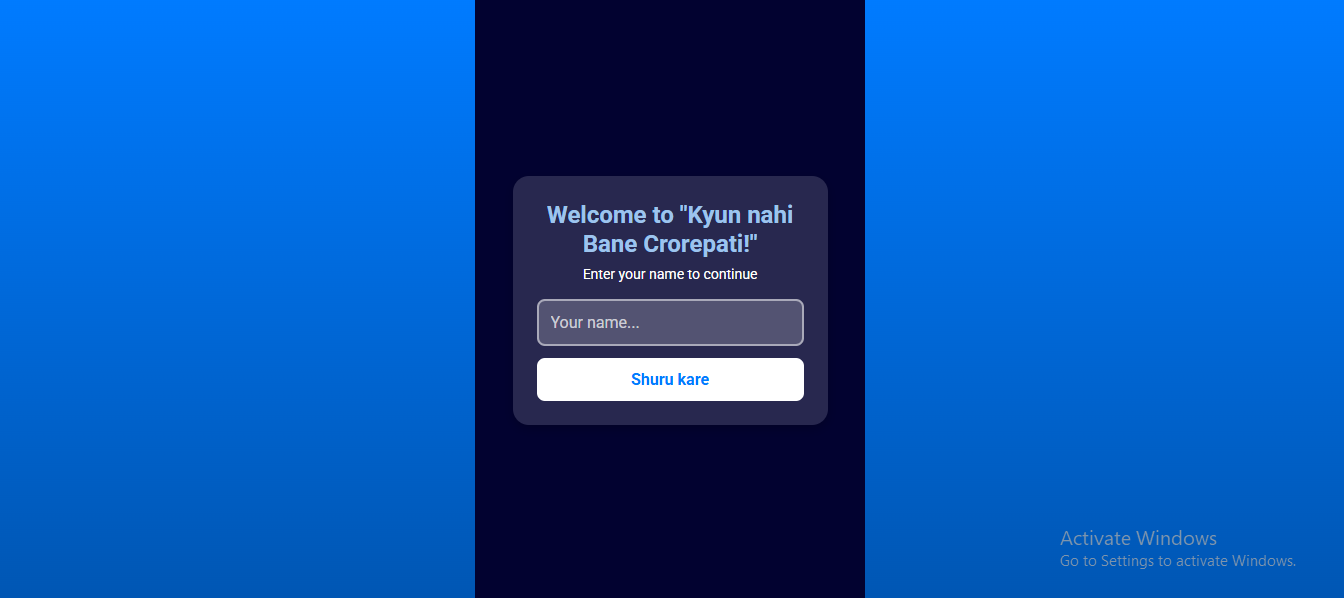 Welcome to "Kyun nahi
Bane Crorepati!"
Enter your name to continue
Your name...
Shuru kare
Activate Windows
Go to Settings to activate Windows.